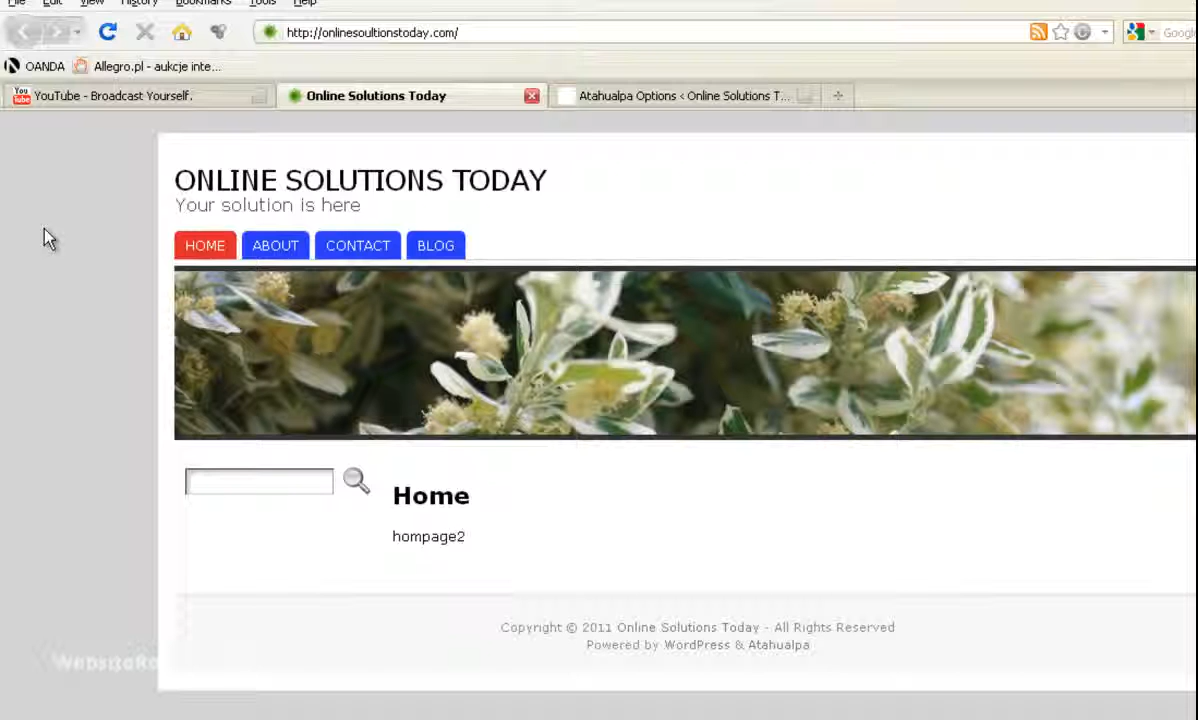 File Edit View History Bookmarks Tools Help
http://onlinesoultionstoday.com/
OANDA Allegro.pl - aukcje inte...
YouTube - Broadcast Yourself.
Online Solutions Today
Atahualpa Options ‹ Online Solutions T...
ONLINE SOLUTIONS TODAY
Your solution is here
HOME ABOUT CONTACT BLOG
Home
hompage2
Copyright © 2011 Online Solutions Today - All Rights Reserved
Powered by WordPress & Atahualpa